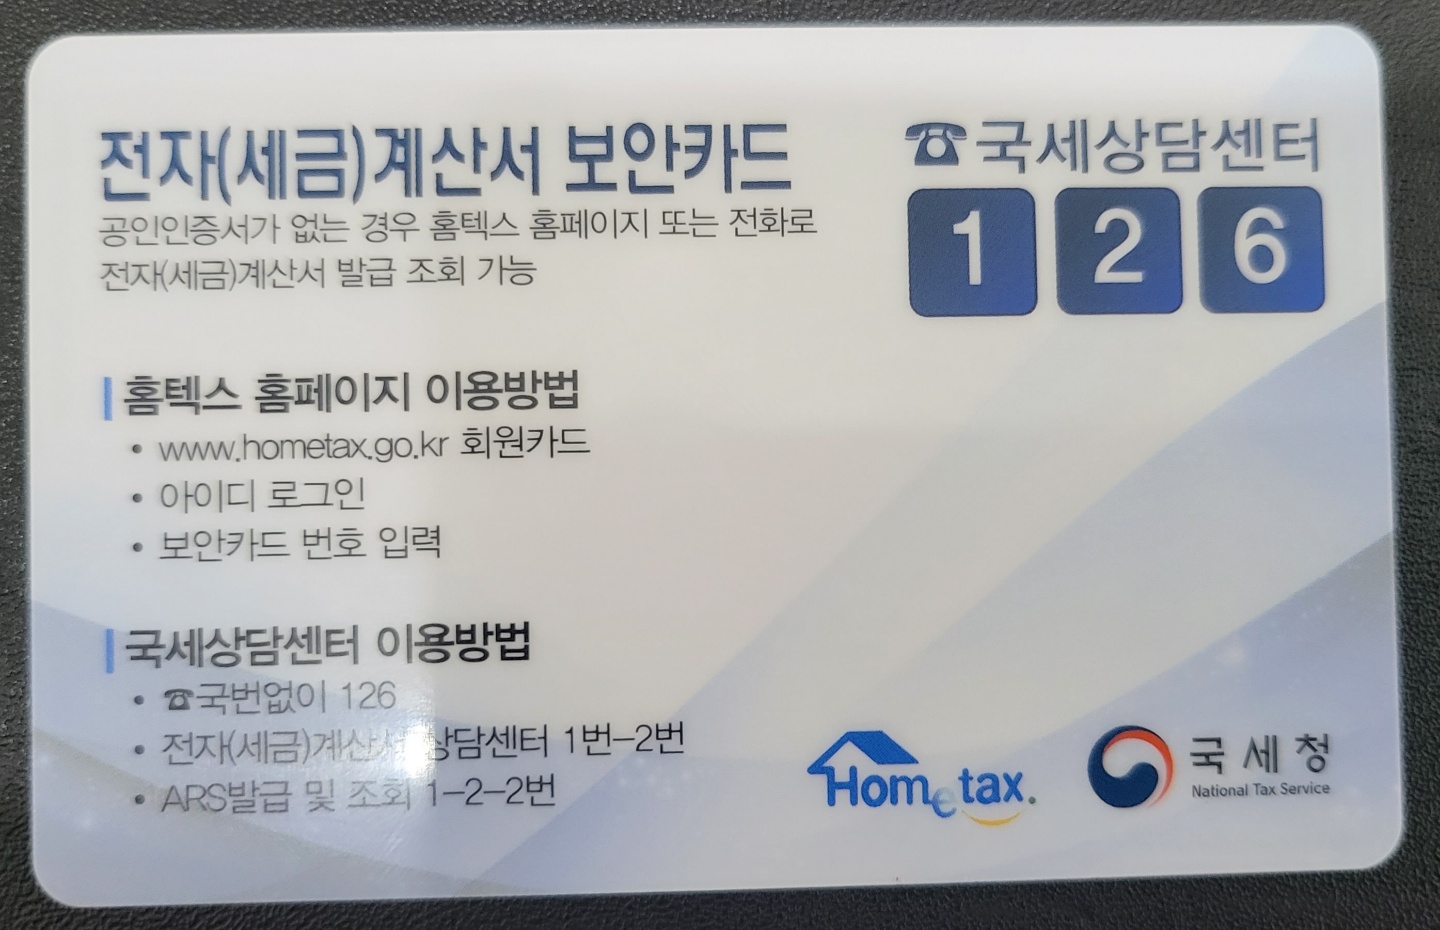 전자(세금)계산서 보안카드
공인인증서가 없는 경우 홈텍스 홈페이지 또는 전화로
전자(세금)계산서 발급 조회 가능
☎국세상담센터
1 2 6
홈텍스 홈페이지 이용방법
• www.hometax.go.kr 회원카드
• 아이디 로그인
• 보안카드 번호 입력
국세상담센터 이용방법
• ☎국번없이 126
• 전자(세금)계산서 상담센터 1번-2번
• ARS발급 및 조회 1-2-2번
Hometax.
국세청
National Tax Service